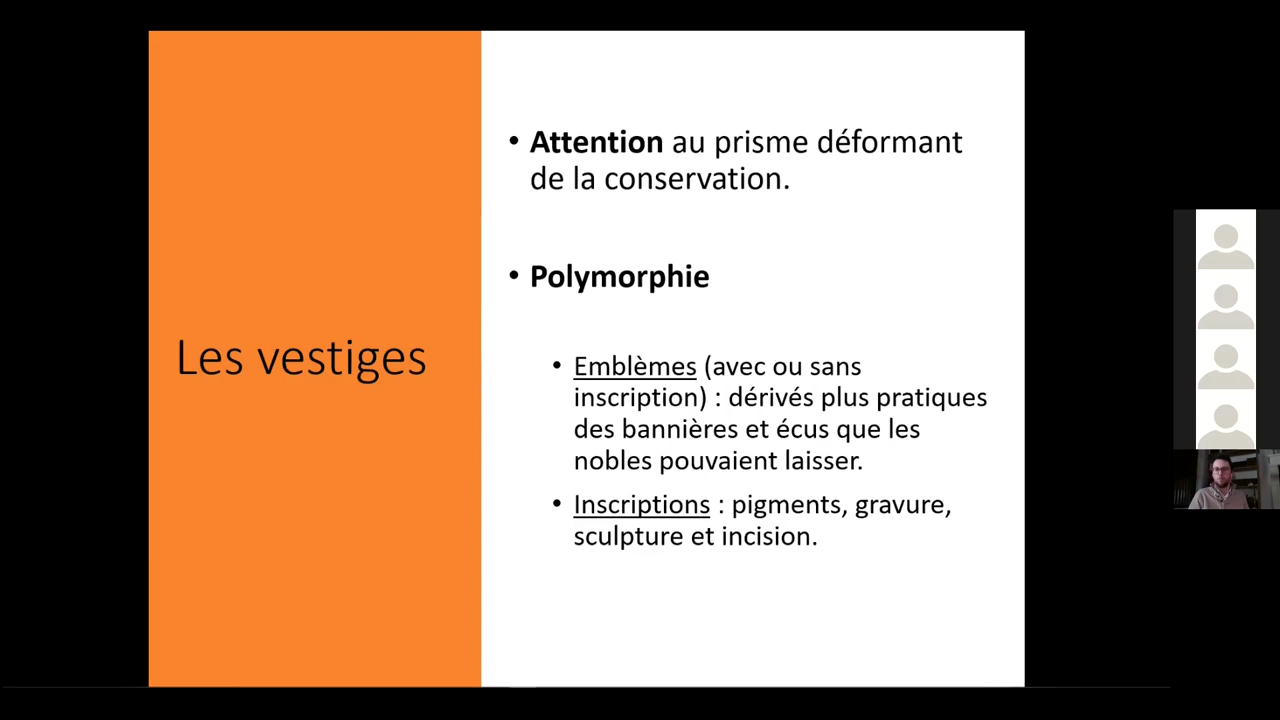 Les vestiges
• Attention au prisme déformant
de la conservation.
• Polymorphie
• Emblèmes (avec ou sans
inscription) : dérivés plus pratiques
des bannières et écus que les
nobles pouvaient laisser.
• Inscriptions : pigments, gravure,
sculpture et incision.